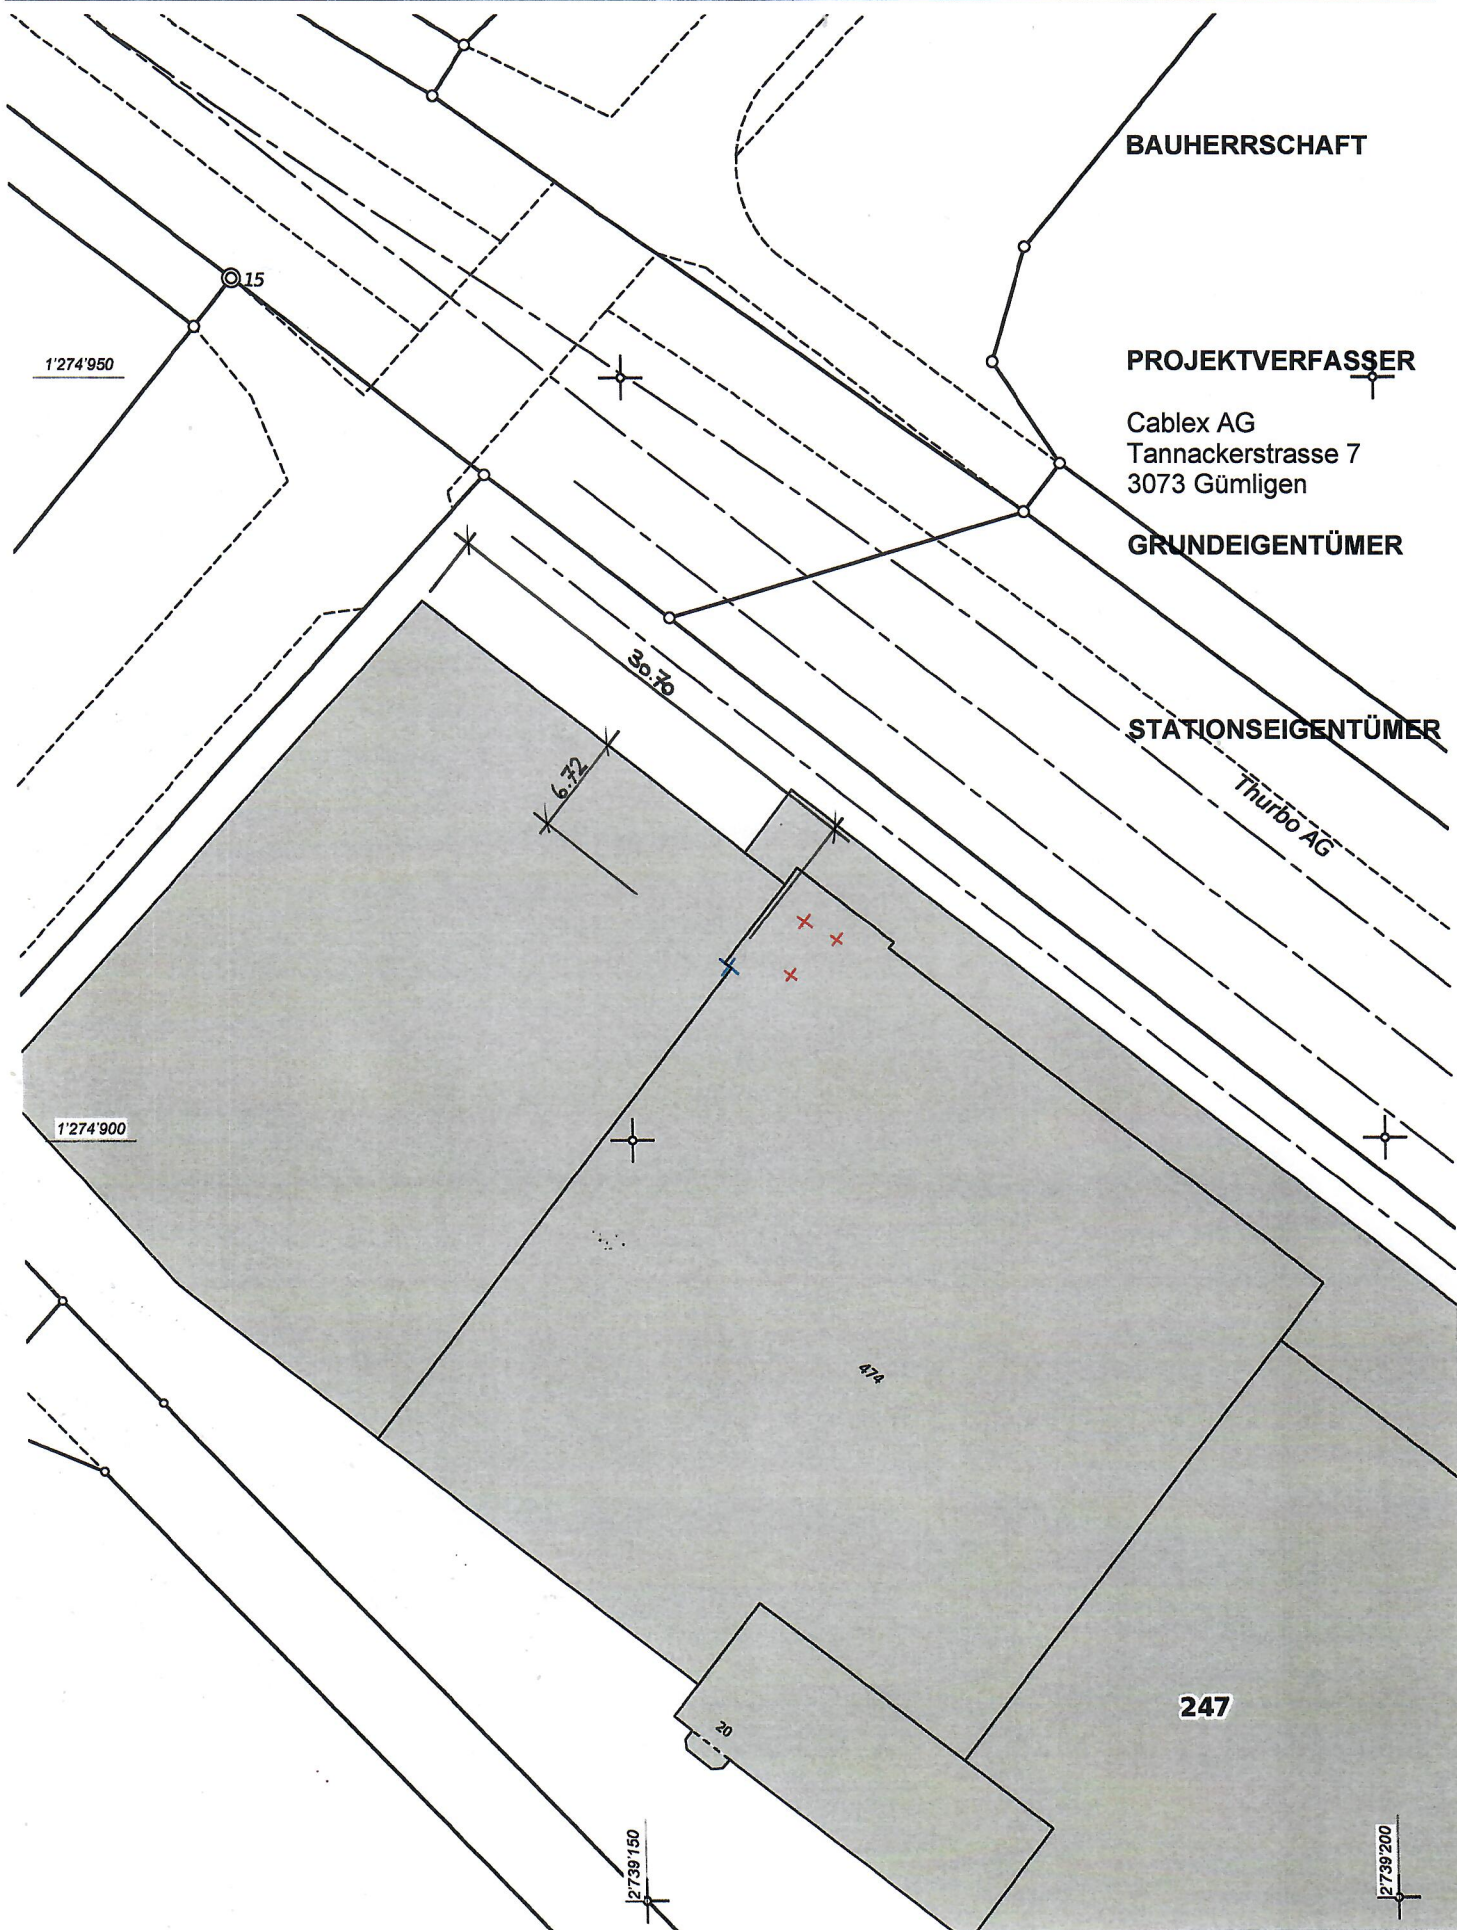 BAUHERRSCHAFT
15
1'274'950
PROJEKTVERFASSER
Cablex AG
Tannackerstrasse 7
3073 Gümligen
GRUNDEIGENTÜMER
30.70
STATIONSEIGENTÜMER
6.72
Thurbo AG
1'274'900
474
247
20
2'739'150
2'739'200